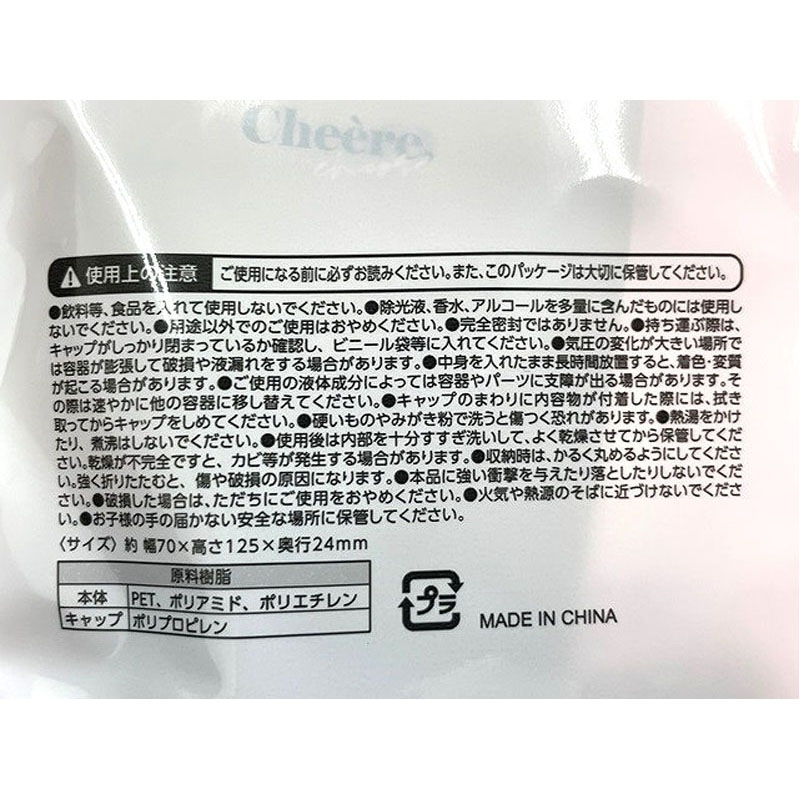 Cheère.
使用上の注意 ご使用になる前に必ずお読みください。また、このパッケージは大切に保管してください。
●飲料等、食品を入れて使用しないでください。●除光液、香水、アルコールを多量に含んだものには使用し
ないでください。●用途以外でのご使用はおやめください。●完全密封ではありません。●持ち運ぶ際は、
キャップがしっかり閉まっているか確認し、ビニール袋等に入れてください。●気圧の変化が大きい場所で
は容器が膨張して破損や液漏れをする場合があります。●中身を入れたまま長時間放置すると、着色・変質
が起こる場合があります。●ご使用の液体成分によっては容器やパーツに支障が出る場合があります。そ
の際は速やかに他の容器に移し替えてください。●キャップのまわりに内容物が付着した際には、拭き
取ってからキャップをしめてください。●硬いものやみがき粉で洗うと傷つく恐れがあります。●熱湯をかけ
たり、煮沸はしないでください。●使用後は内部を十分すすぎ洗いして、よく乾燥させてから保管してくだ
さい。乾燥が不完全ですと、カビ等が発生する場合があります。●収納時は、かるく丸めるようにしてくださ
い。強く折りたたむと、傷や破損の原因になります。●本品に強い衝撃を与えたり落としたりしないでくださ
い。●破損した場合は、ただちにご使用をおやめください。●火気や熱源のそばに近づけないでくださ
い。●お子様の手の届かない安全な場所に保管してください。
〈サイズ〉約 幅70×高さ125×奥行24mm
原料樹脂
本体 PET、ポリアミド、ポリエチレン
キャップ ポリプロピレン
プラ
MADE IN CHINA